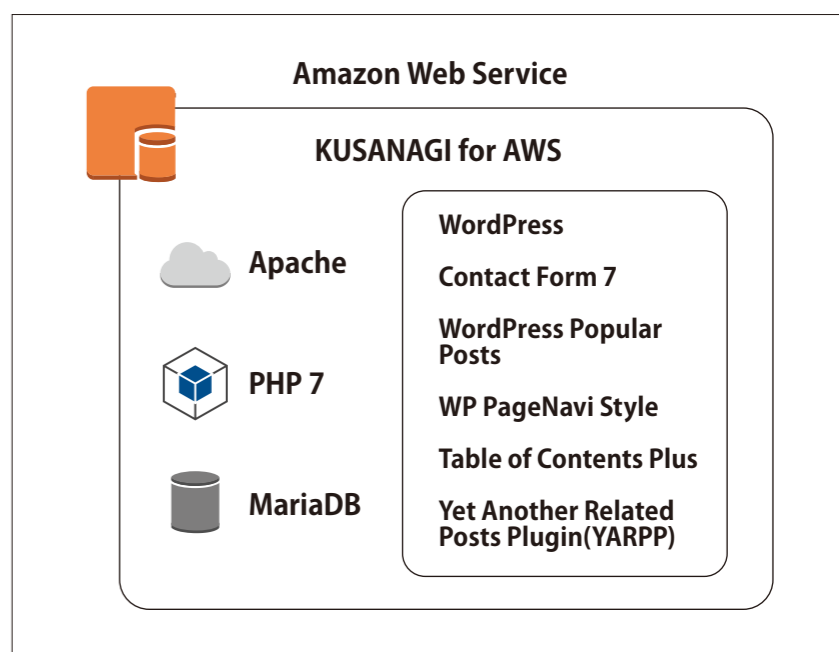 Amazon Web Service
KUSANAGI for AWS
Apache
PHP 7
MariaDB
WordPress
Contact Form 7
WordPress Popular
Posts
WP PageNavi Style
Table of Contents Plus
Yet Another Related
Posts Plugin(YARPP)